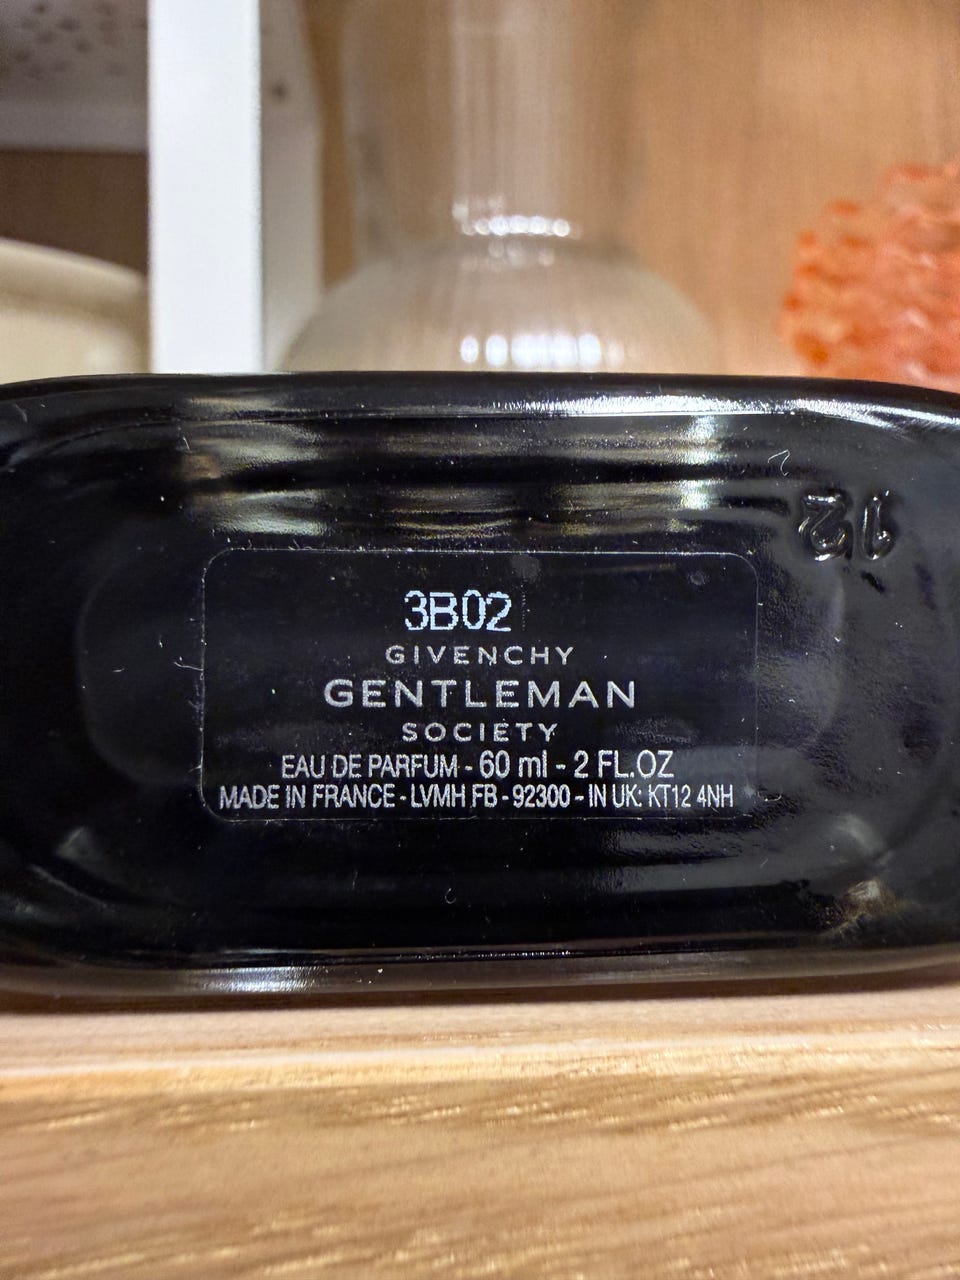 12
3B02
GIVENCHY
GENTLEMAN
SOCIETY
EAU DE PARFUM - 60 ml - 2 FL.OZ
MADE IN FRANCE - LVMH FB - 92300 - IN UK: KT12 4NH